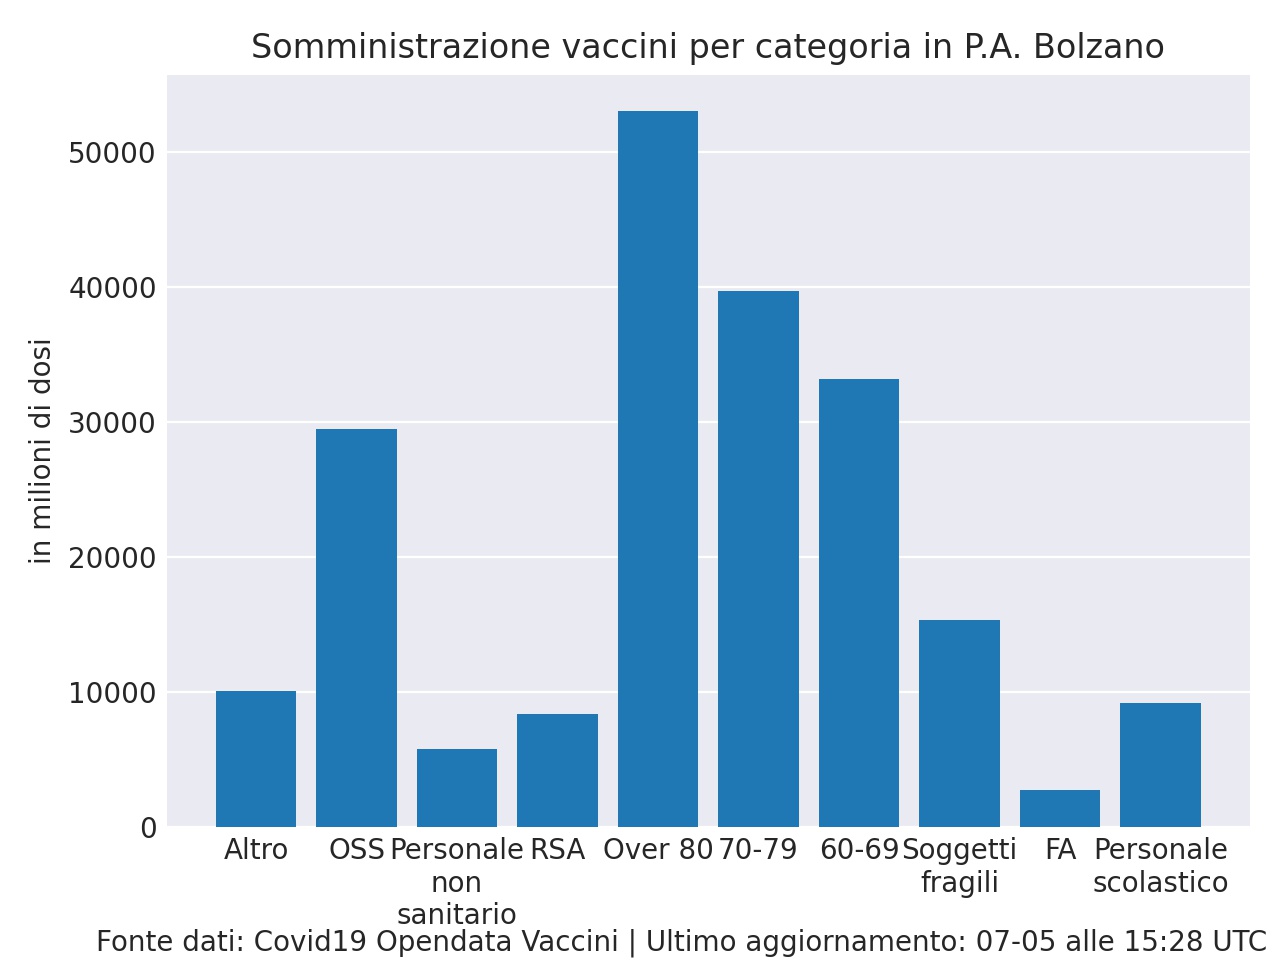 Somministrazione vaccini per categoria in P.A. Bolzano
in milioni di dosi
50000
40000
30000
20000
10000
0
Altro
OSS
Personale
non
sanitario
RSA
Over 80
70-79
60-69
Soggetti
fragili
FA
Personale
scolastico
Fonte dati: Covid19 Opendata Vaccini | Ultimo aggiornamento: 07-05 alle 15:28 UTC